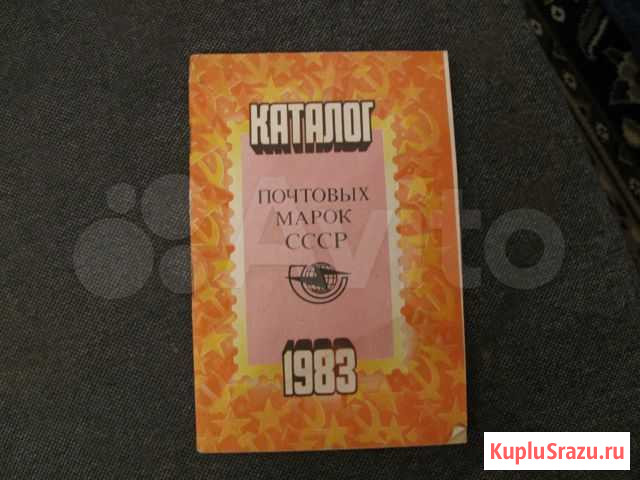 КАТАЛОГ
ПОЧТОВЫХ
МАРОК
СССР
1983
Avito
KupluSrazu.ru